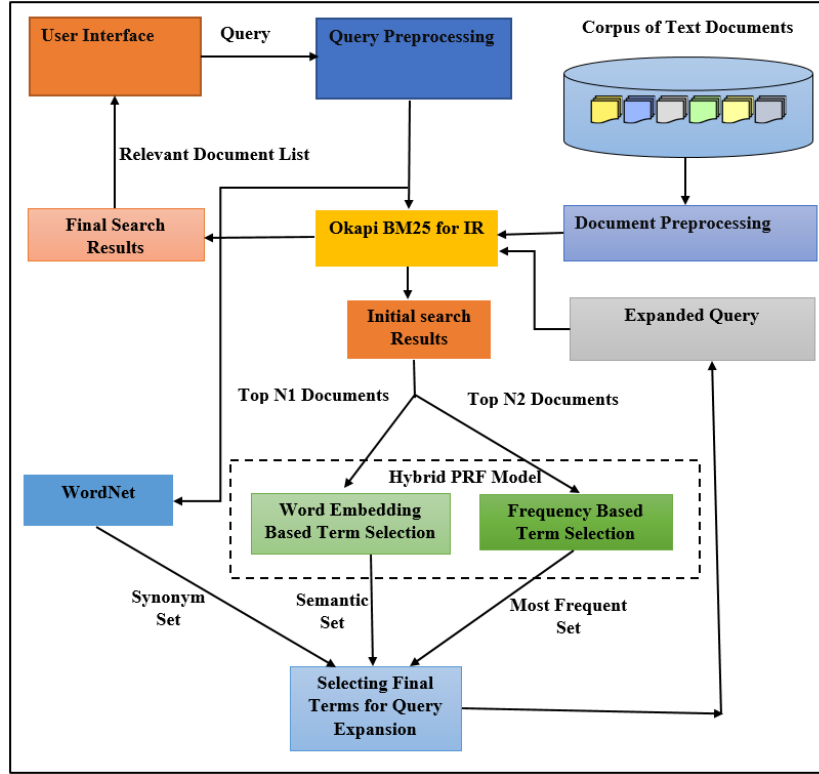 User Interface
Query
Query Preprocessing
Corpus of Text Documents
Relevant Document List
Final Search
Results
Okapi BM25 for IR
Document Preprocessing
Initial search
Results
Expanded Query
Top N1 Documents
Top N2 Documents
Hybrid PRF Model
WordNet
Word Embedding
Based Term Selection
Frequency Based
Term Selection
Synonym
Set
Semantic
Set
Most Frequent
Set
Selecting Final
Terms for Query
Expansion